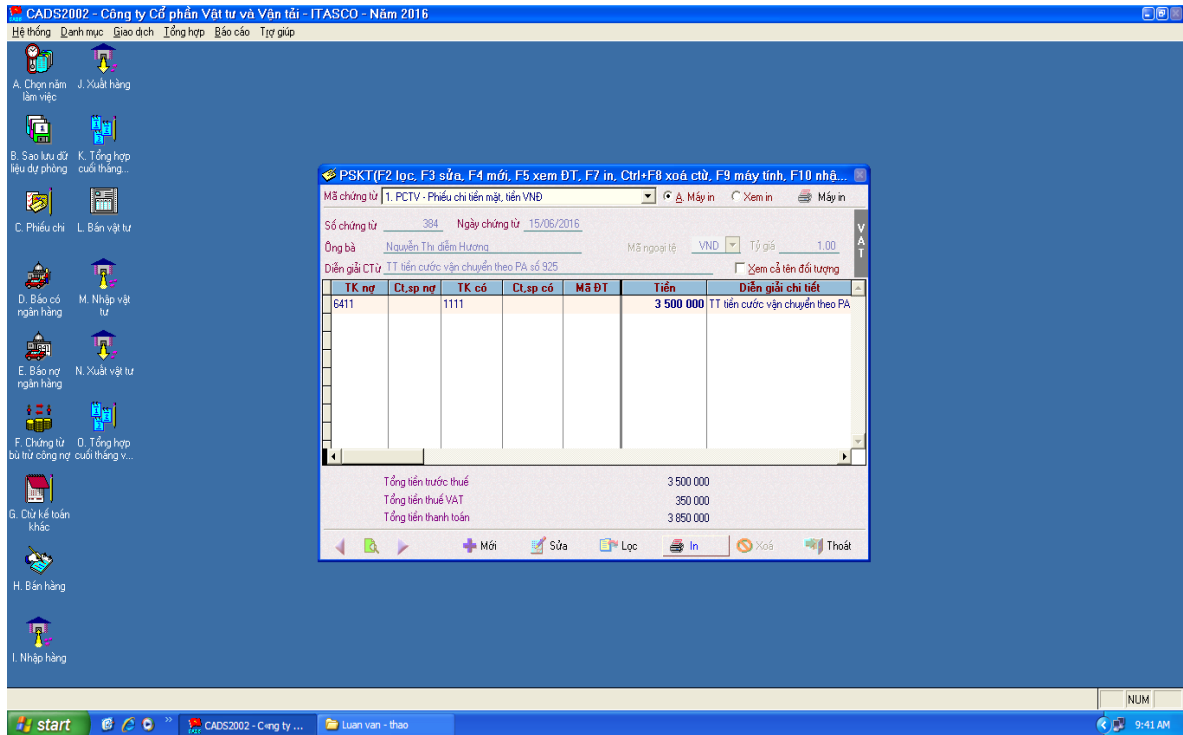 CADS2002 - Công ty Cổ phần Vật tư và Vận tải - ITASCO - Năm 2016
Hệ thống Danh mục Giao dịch Tổng hợp Báo cáo Trợ giúp
A. Chọn năm làm việc
J. Xuất hàng
B. Sao lưu dữ liệu dự phòng
K. Tổng hợp cuối tháng...
C. Phiếu chi
L. Bán vật tư
D. Báo có ngân hàng
M. Nhập vật tư
E. Báo nợ ngân hàng
N. Xuất vật tư
F. Chứng từ bù trừ công nợ
O. Tổng hợp cuối tháng v...
G. Ctừ kế toán khác
H. Bán hàng
I. Nhập hàng
PSKT(F2 lọc, F3 sửa, F4 mới, F5 xem ĐT, F7 in, Ctrl+F8 xoá ctừ, F9 máy tính, F10 nhậ...
Mã chứng từ 1. PCTV - Phiếu chi tiền mặt, tiền VNĐ A. Máy in Xem in Máy in
Số chứng từ 384 Ngày chứng từ 15/06/2016
Ông bà Nguyễn Thị diễm Hương Mã ngoại tệ VND Tỷ giá 1.00
Diễn giải CTừ TT tiền cước vận chuyển theo PA số 925 Xem cả tên đối tượng
VAT
TK nợ Ct,sp nợ TK có Ct,sp có Mã ĐT Tiền Diễn giải chi tiết
6411 1111 3 500 000 TT tiền cước vận chuyển theo PA
Tổng tiền trước thuế 3 500 000
Tổng tiền thuế VAT 350 000
Tổng tiền thanh toán 3 850 000
Mới Sửa Lọc In Xoá Thoát
NUM
start CADS2002 - C«ng ty ... Luan van - thao 9:41 AM